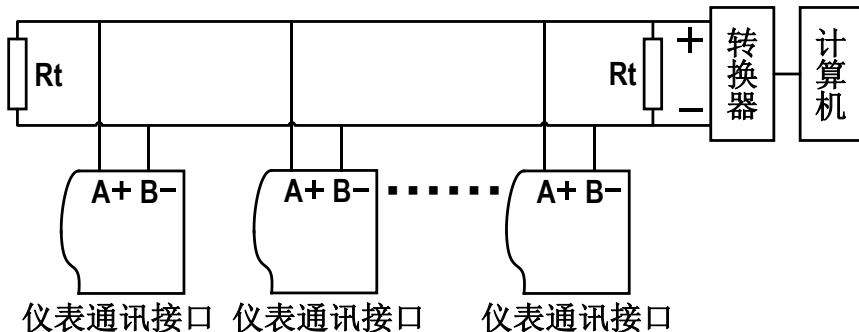 Rt
Rt
+
−
转换器
计算机
A+ B−
A+ B−
A+ B−
仪表通讯接口
仪表通讯接口
仪表通讯接口